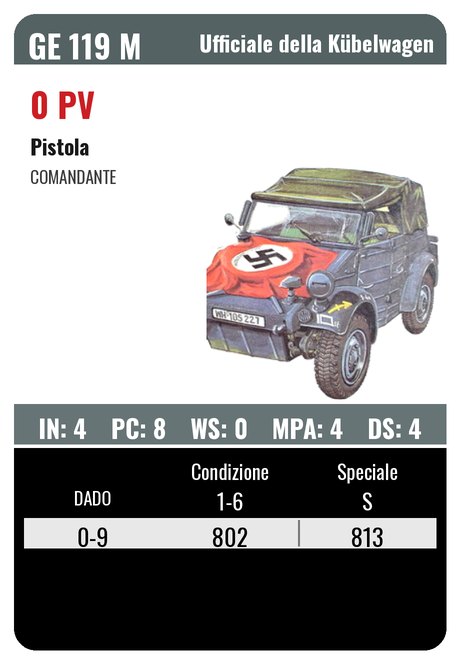 GE 119 M
Ufficiale della Kübelwagen
0 PV
Pistola
COMANDANTE
WH-105 227
IN: 4 PC: 8 WS: 0 MPA: 4 DS: 4
Condizione Speciale
DADO 1-6 S
0-9 802 813